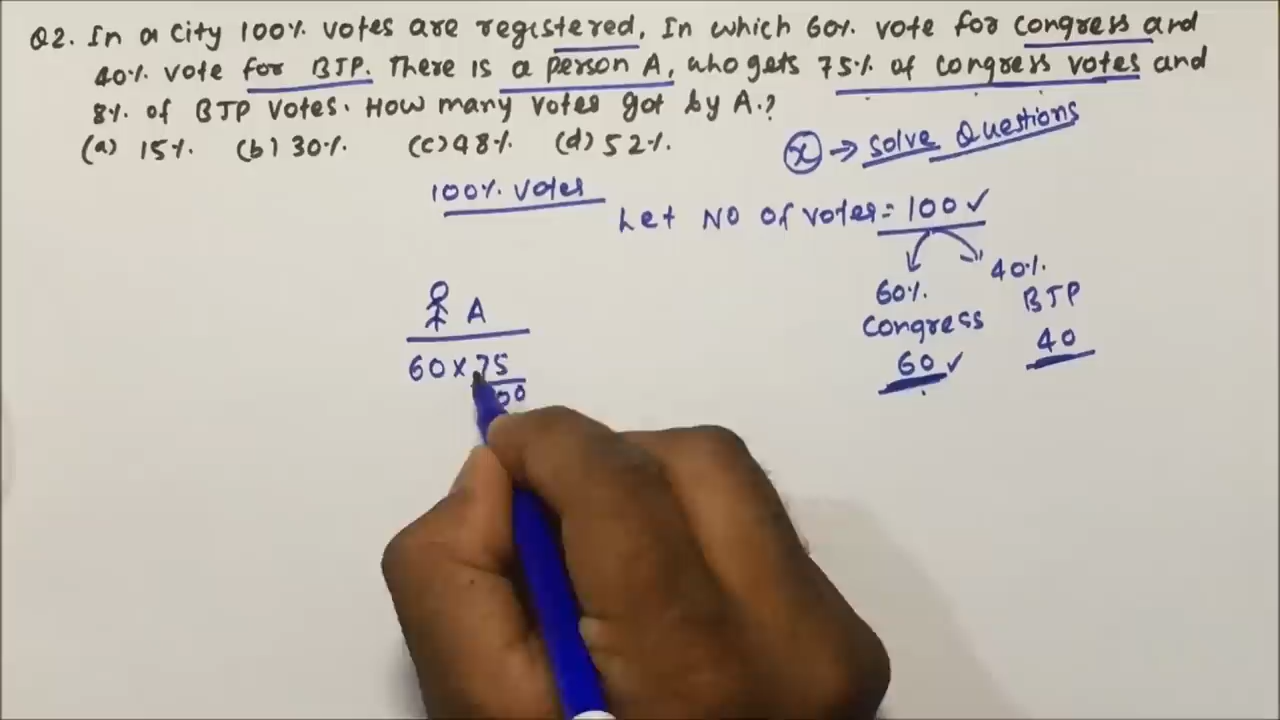 Q2. In a city 100% votes are registered, In which 60% vote for congress and
40% vote for BJP. There is a person A, who gets 75% of congress votes and
8% of BJP votes. How many votes got by A.?
(a) 15% (b) 30% (c) 48% (d) 52%
x → solve Questions
100% votes
Let No of votes = 100 ✓
60% 40%
Congress BJP
60 ✓ 40
A
60 × 75
00